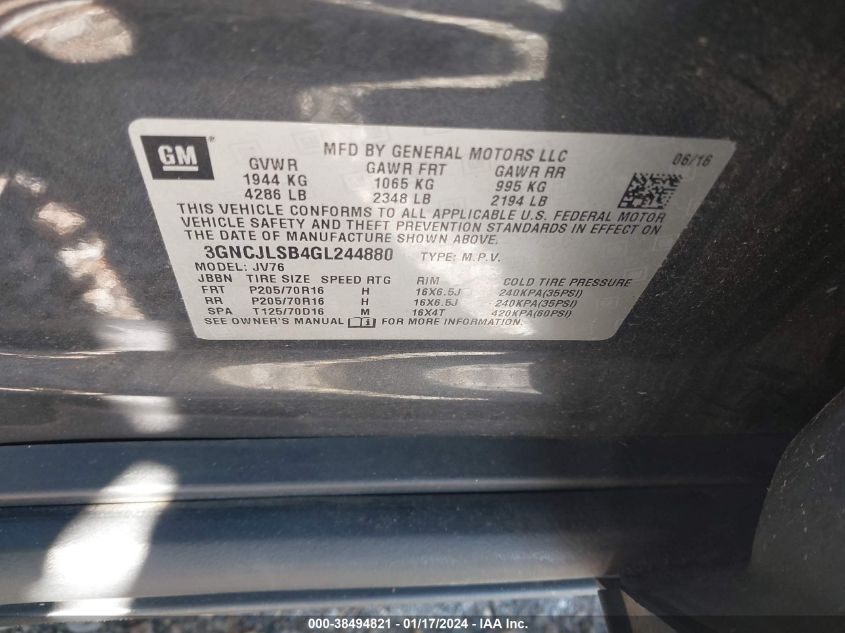 GM
MFD BY GENERAL MOTORS LLC
06/16
GVWR GAWR FRT GAWR RR
1944 KG 1065 KG 995 KG
4286 LB 2348 LB 2194 LB
THIS VEHICLE CONFORMS TO ALL APPLICABLE U.S. FEDERAL MOTOR
VEHICLE SAFETY AND THEFT PREVENTION STANDARDS IN EFFECT ON
THE DATE OF MANUFACTURE SHOWN ABOVE.
3GNCJLSB4GL244880 TYPE: M.P.V.
MODEL: JV76
JBBN TIRE SIZE SPEED RTG RIM COLD TIRE PRESSURE
FRT P205/70R16 H 16X6.5J 240KPA(35PSI)
RR P205/70R16 H 16X6.5J 240KPA(35PSI)
SPA T125/70D16 M 16X4T 420KPA(60PSI)
SEE OWNER'S MANUAL FOR MORE INFORMATION.
000-38494821 - 01/17/2024 - IAA Inc.